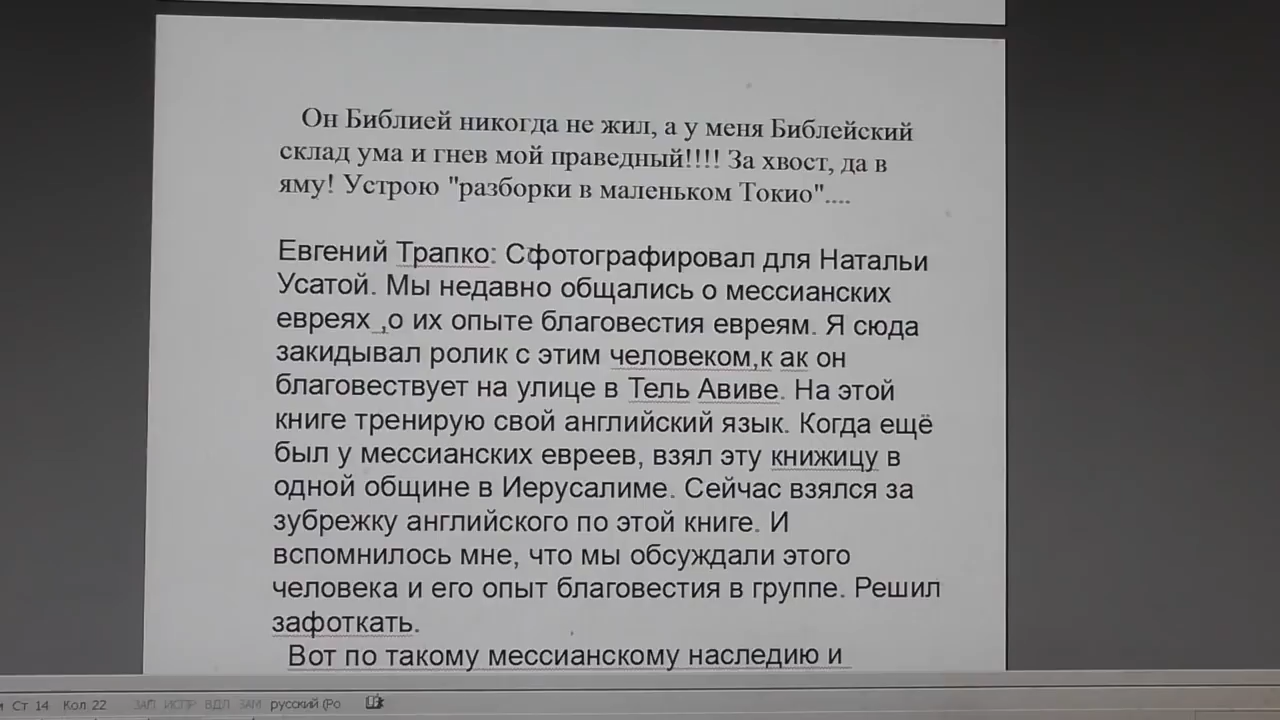 Он Библией никогда не жил, а у меня Библейский
склад ума и гнев мой праведный!!!! За хвост, да в
яму! Устрою "разборки в маленьком Токио"....
Евгений Трапко: Сфотографировал для Натальи
Усатой. Мы недавно общались о мессианских
евреях ,о их опыте благовестия евреям. Я сюда
закидывал ролик с этим человеком,к ак он
благовествует на улице в Тель Авиве. На этой
книге тренирую свой английский язык. Когда ещё
был у мессианских евреев, взял эту книжицу в
одной общине в Иерусалиме. Сейчас взялся за
зубрежку английского по этой книге. И
вспомнилось мне, что мы обсуждали этого
человека и его опыт благовестия в группе. Решил
зафоткать.
Вот по такому мессианскому наследию и
Ст 14 Кол 22 ЗАП ИСПР ВДЛ ЗАМ русский (Ро